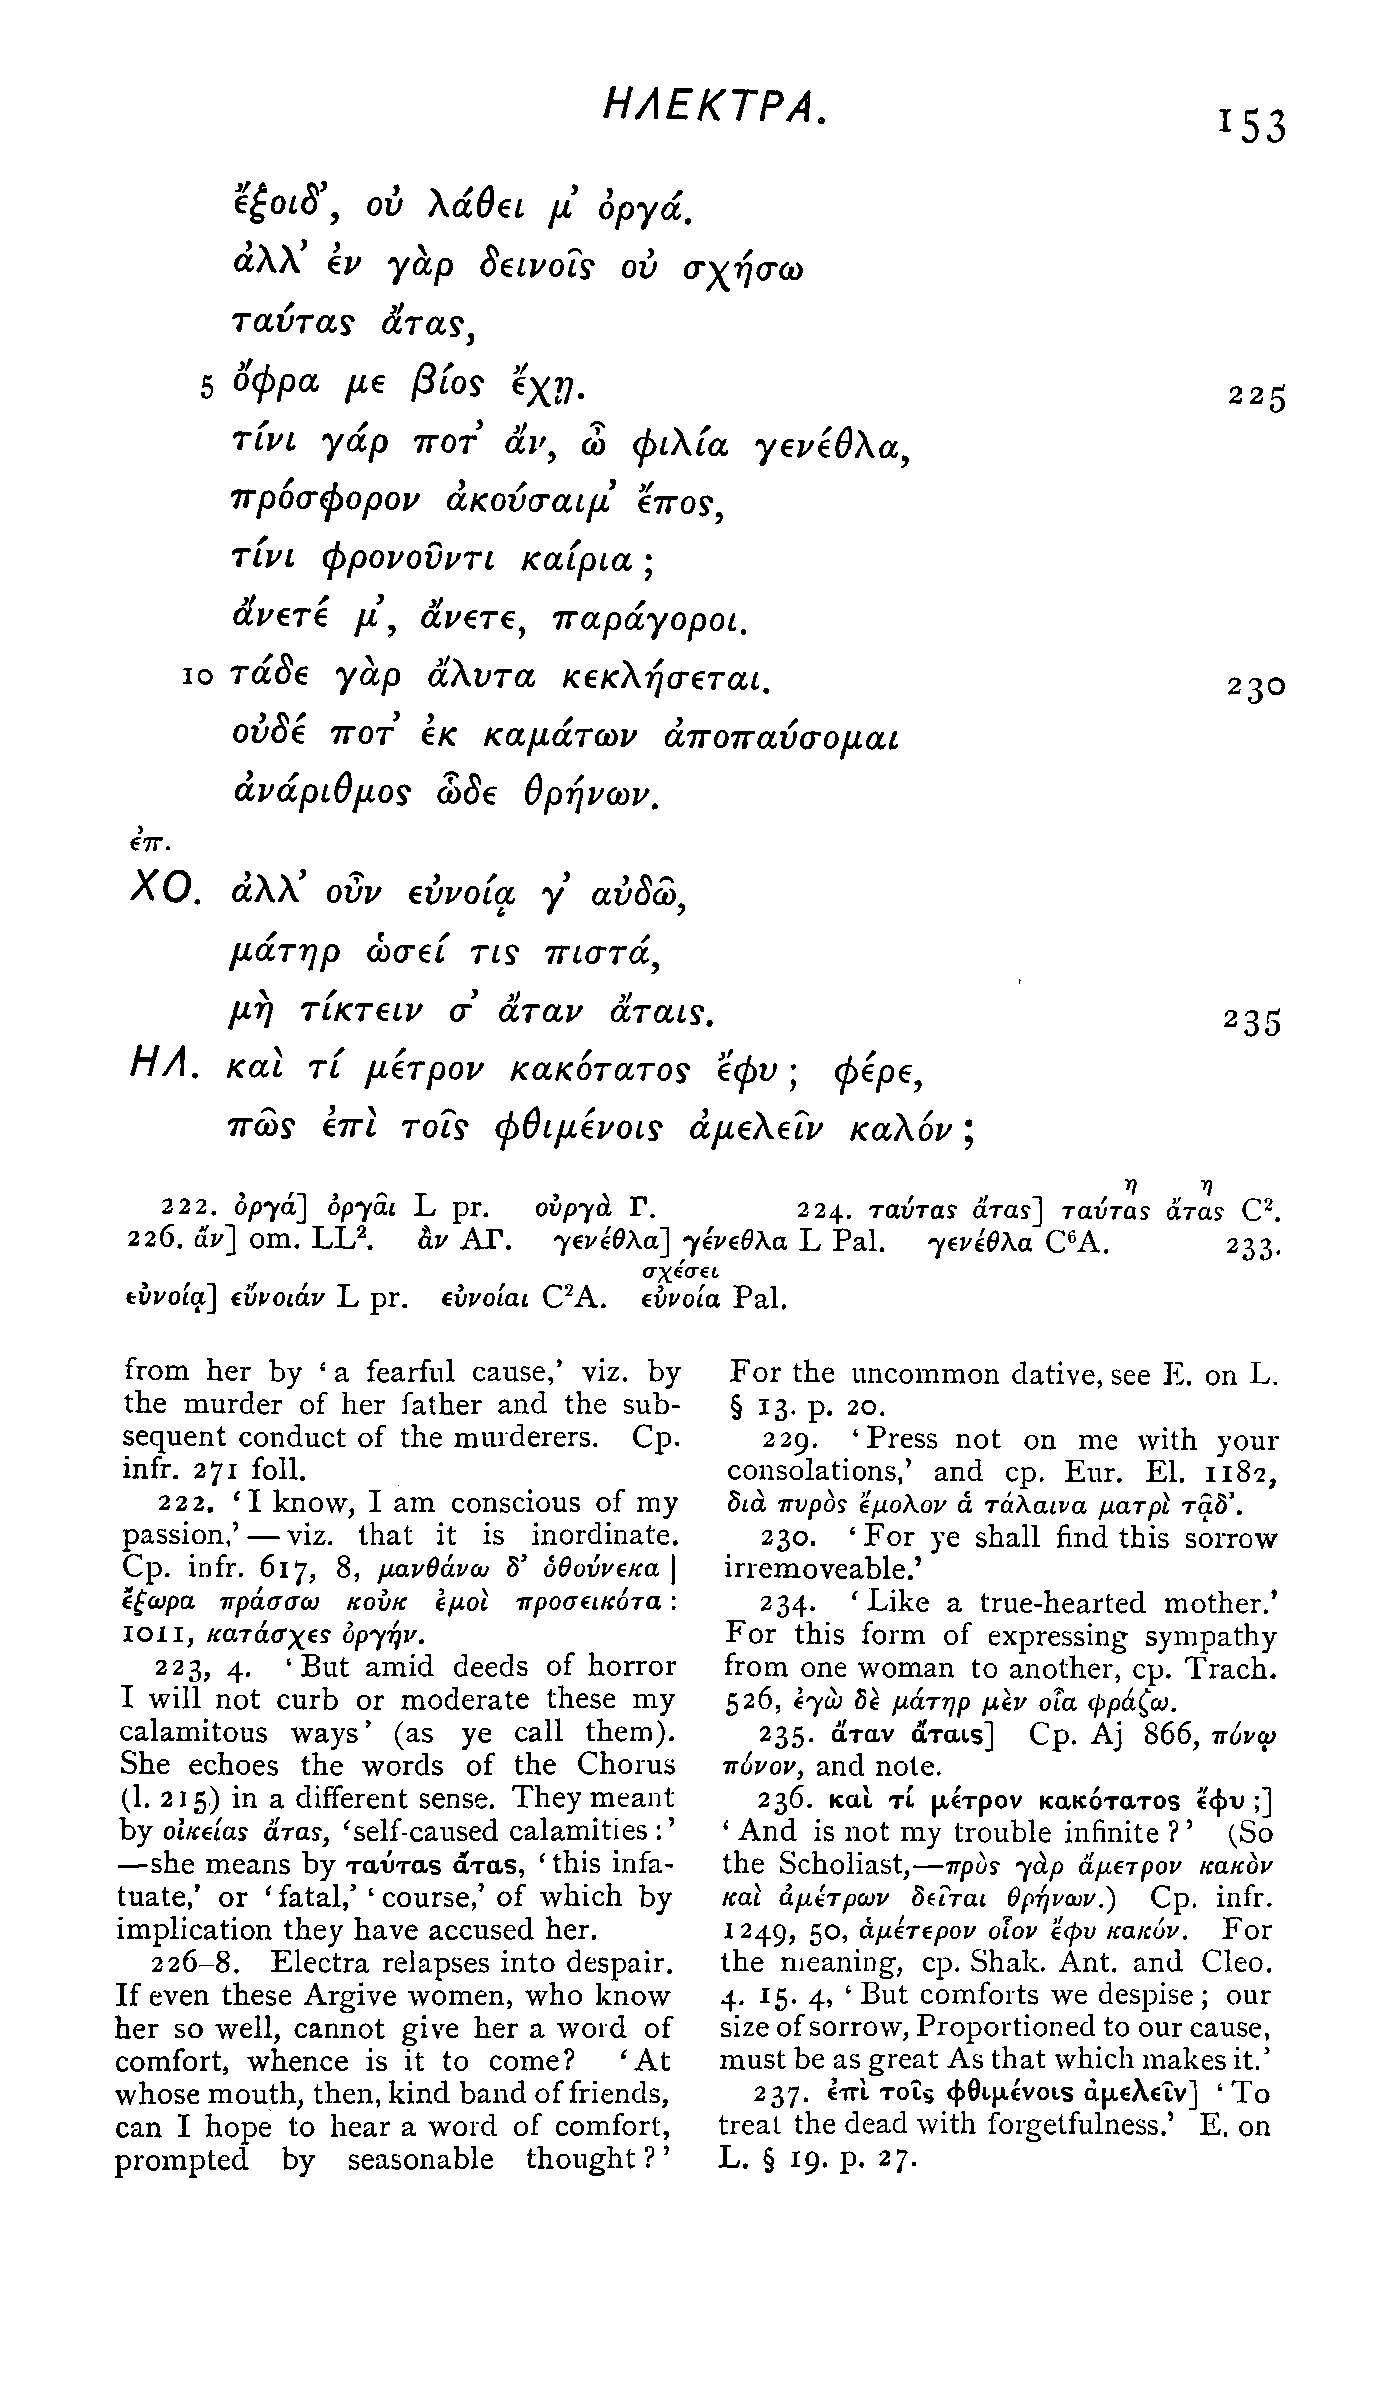 ΗΛΕΚΤΡΑ.
153
ἔξοιδ’, οὐ λάθει μ’ ὀργά.
ἀλλ’ ἐν γὰρ δεινοῖς οὐ σχήσω
ταύτας ἄτας,
5 ὄφρα με βίος ἔχῃ. 225
τίνι γάρ ποτ’ ἄν, ὦ φιλία γενέθλα,
πρόσφορον ἀκούσαιμ’ ἔπος,
τίνι φρονοῦντι καίρια ;
ἄνετέ μ’, ἄνετε, παράγοροι.
10 τάδε γὰρ ἄλυτα κεκλήσεται. 230
οὐδέ ποτ’ ἐκ καμάτων ἀποπαύσομαι
ἀνάριθμος ὧδε θρήνων.
ἐπ.
ΧΟ. ἀλλ’ οὖν εὐνοίᾳ γ’ αὐδῶ,
μάτηρ ὡσεί τις πιστά,
μὴ τίκτειν σ’ ἄταν ἄταις. 235
ΗΛ. καὶ τί μέτρον κακότατος ἔφυ ; φέρε,
πῶς ἐπὶ τοῖς φθιμένοις ἀμελεῖν καλόν ;
η η
222. ὀργά] ὀργᾶι L pr. οὐργὰ Γ. 224. ταύτας ἄτας] ταύτας ἄτας C².
226. ἄν] om. LL². ἂν ΑΓ. γενέθλα] γένεθλα L Pal. γενέθλα C⁶A. 233.
σχέσει
εὐνοίᾳ] εὔνοιάν L pr. εὐνοίαι C²A. εὐνοία Pal.
from her by ‘a fearful cause,’ viz. by
the murder of her father and the sub-
sequent conduct of the murderers. Cp.
infr. 271 foll.
222. ‘I know, I am conscious of my
passion,’—viz. that it is inordinate.
Cp. infr. 617, 8, μανθάνω δ’ ὁθούνεκα |
ἔξωρα πράσσω κοὐκ ἐμοὶ προσεικότα :
1011, κατάσχες ὀργήν.
223, 4. ‘But amid deeds of horror
I will not curb or moderate these my
calamitous ways’ (as ye call them).
She echoes the words of the Chorus
(l. 215) in a different sense. They meant
by οἰκείας ἄτας, ‘self-caused calamities :’
—she means by ταύτας ἄτας, ‘this infa-
tuate,’ or ‘fatal,’ ‘course,’ of which by
implication they have accused her.
226–8. Electra relapses into despair.
If even these Argive women, who know
her so well, cannot give her a word of
comfort, whence is it to come? ‘At
whose mouth, then, kind band of friends,
can I hope to hear a word of comfort,
prompted by seasonable thought?’
For the uncommon dative, see E. on L.
§ 13. p. 20.
229. ‘Press not on me with your
consolations,’ and cp. Eur. El. 1182,
διὰ πυρὸς ἔμολον ἁ τάλαινα ματρὶ τᾷδ’.
230. ‘For ye shall find this sorrow
irremoveable.’
234. ‘Like a true-hearted mother.’
For this form of expressing sympathy
from one woman to another, cp. Trach.
526, ἐγὼ δὲ μάτηρ μὲν οἷα φράζω.
235. ἄταν ἄταις] Cp. Aj 866, πόνῳ
πόνον, and note.
236. καὶ τί μέτρον κακότατος ἔφυ ;]
‘And is not my trouble infinite?’ (So
the Scholiast,—πρὸς γὰρ ἄμετρον κακὸν
καὶ ἀμέτρων δεῖται θρήνων.) Cp. infr.
1249, 50, ἁμέτερον οἷον ἔφυ κακόν. For
the meaning, cp. Shak. Ant. and Cleo.
4. 15. 4, ‘But comforts we despise; our
size of sorrow, Proportioned to our cause,
must be as great As that which makes it.’
237. ἐπὶ τοῖς φθιμένοις ἀμελεῖν] ‘To
treat the dead with forgetfulness.’ E. on
L. § 19. p. 27.